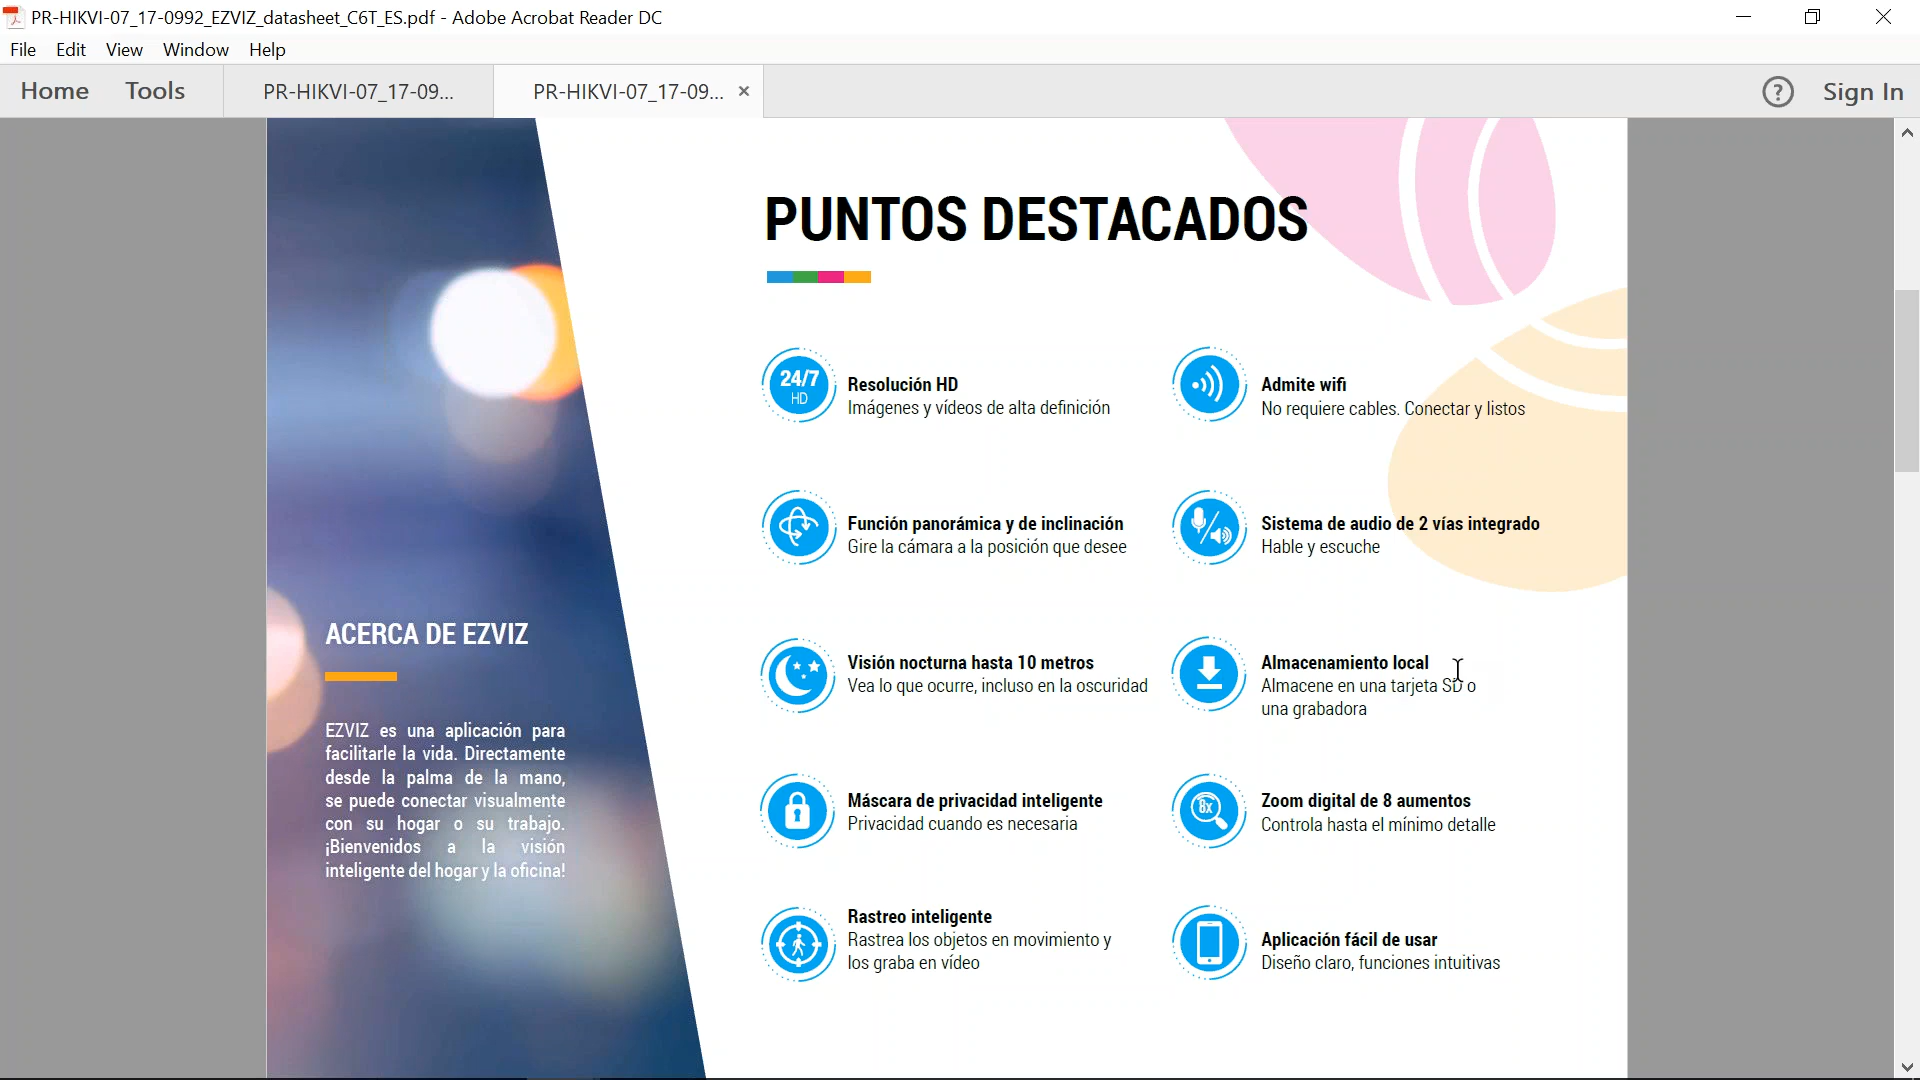 PR-HIKVI-07_17-0992_EZVIZ_datasheet_C6T_ES.pdf - Adobe Acrobat Reader DC
File Edit View Window Help
Home Tools PR-HIKVI-07_17-09... PR-HIKVI-07_17-09... × ? Sign In
PUNTOS DESTACADOS
24/7
HD
Resolución HD
Imágenes y vídeos de alta definición
Admite wifi
No requiere cables. Conectar y listos
Función panorámica y de inclinación
Gire la cámara a la posición que desee
Sistema de audio de 2 vías integrado
Hable y escuche
Visión nocturna hasta 10 metros
Vea lo que ocurre, incluso en la oscuridad
Almacenamiento local
Almacene en una tarjeta SD o
una grabadora
Máscara de privacidad inteligente
Privacidad cuando es necesaria
8x
Zoom digital de 8 aumentos
Controla hasta el mínimo detalle
Rastreo inteligente
Rastrea los objetos en movimiento y
los graba en vídeo
Aplicación fácil de usar
Diseño claro, funciones intuitivas
ACERCA DE EZVIZ
EZVIZ es una aplicación para
facilitarle la vida. Directamente
desde la palma de la mano,
se puede conectar visualmente
con su hogar o su trabajo.
¡Bienvenidos a la visión
inteligente del hogar y la oficina!